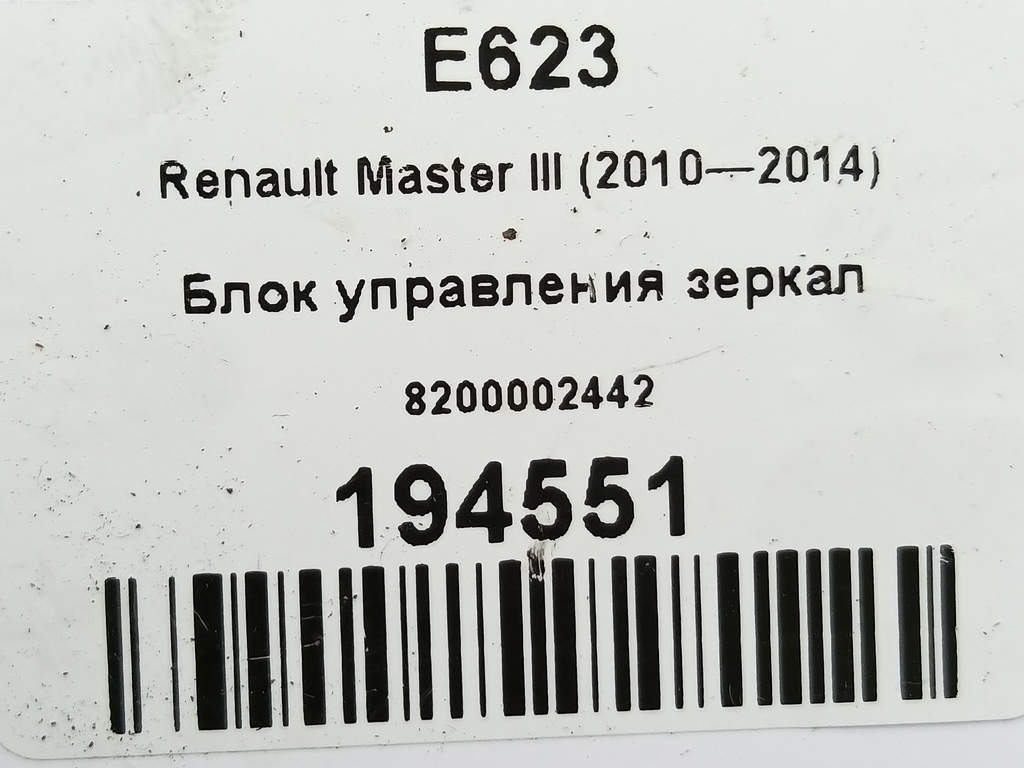 E623
Renault Master III (2010—2014)
Блок управления зеркал
8200002442
194551